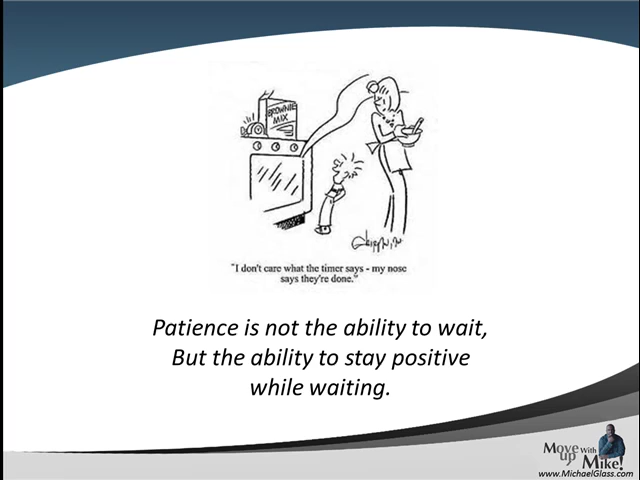 BROWNIE
MIX
"I don't care what the timer says - my nose
says they're done."
Patience is not the ability to wait,
But the ability to stay positive
while waiting.
Move
up
With
Mike!
www.MichaelGlass.com